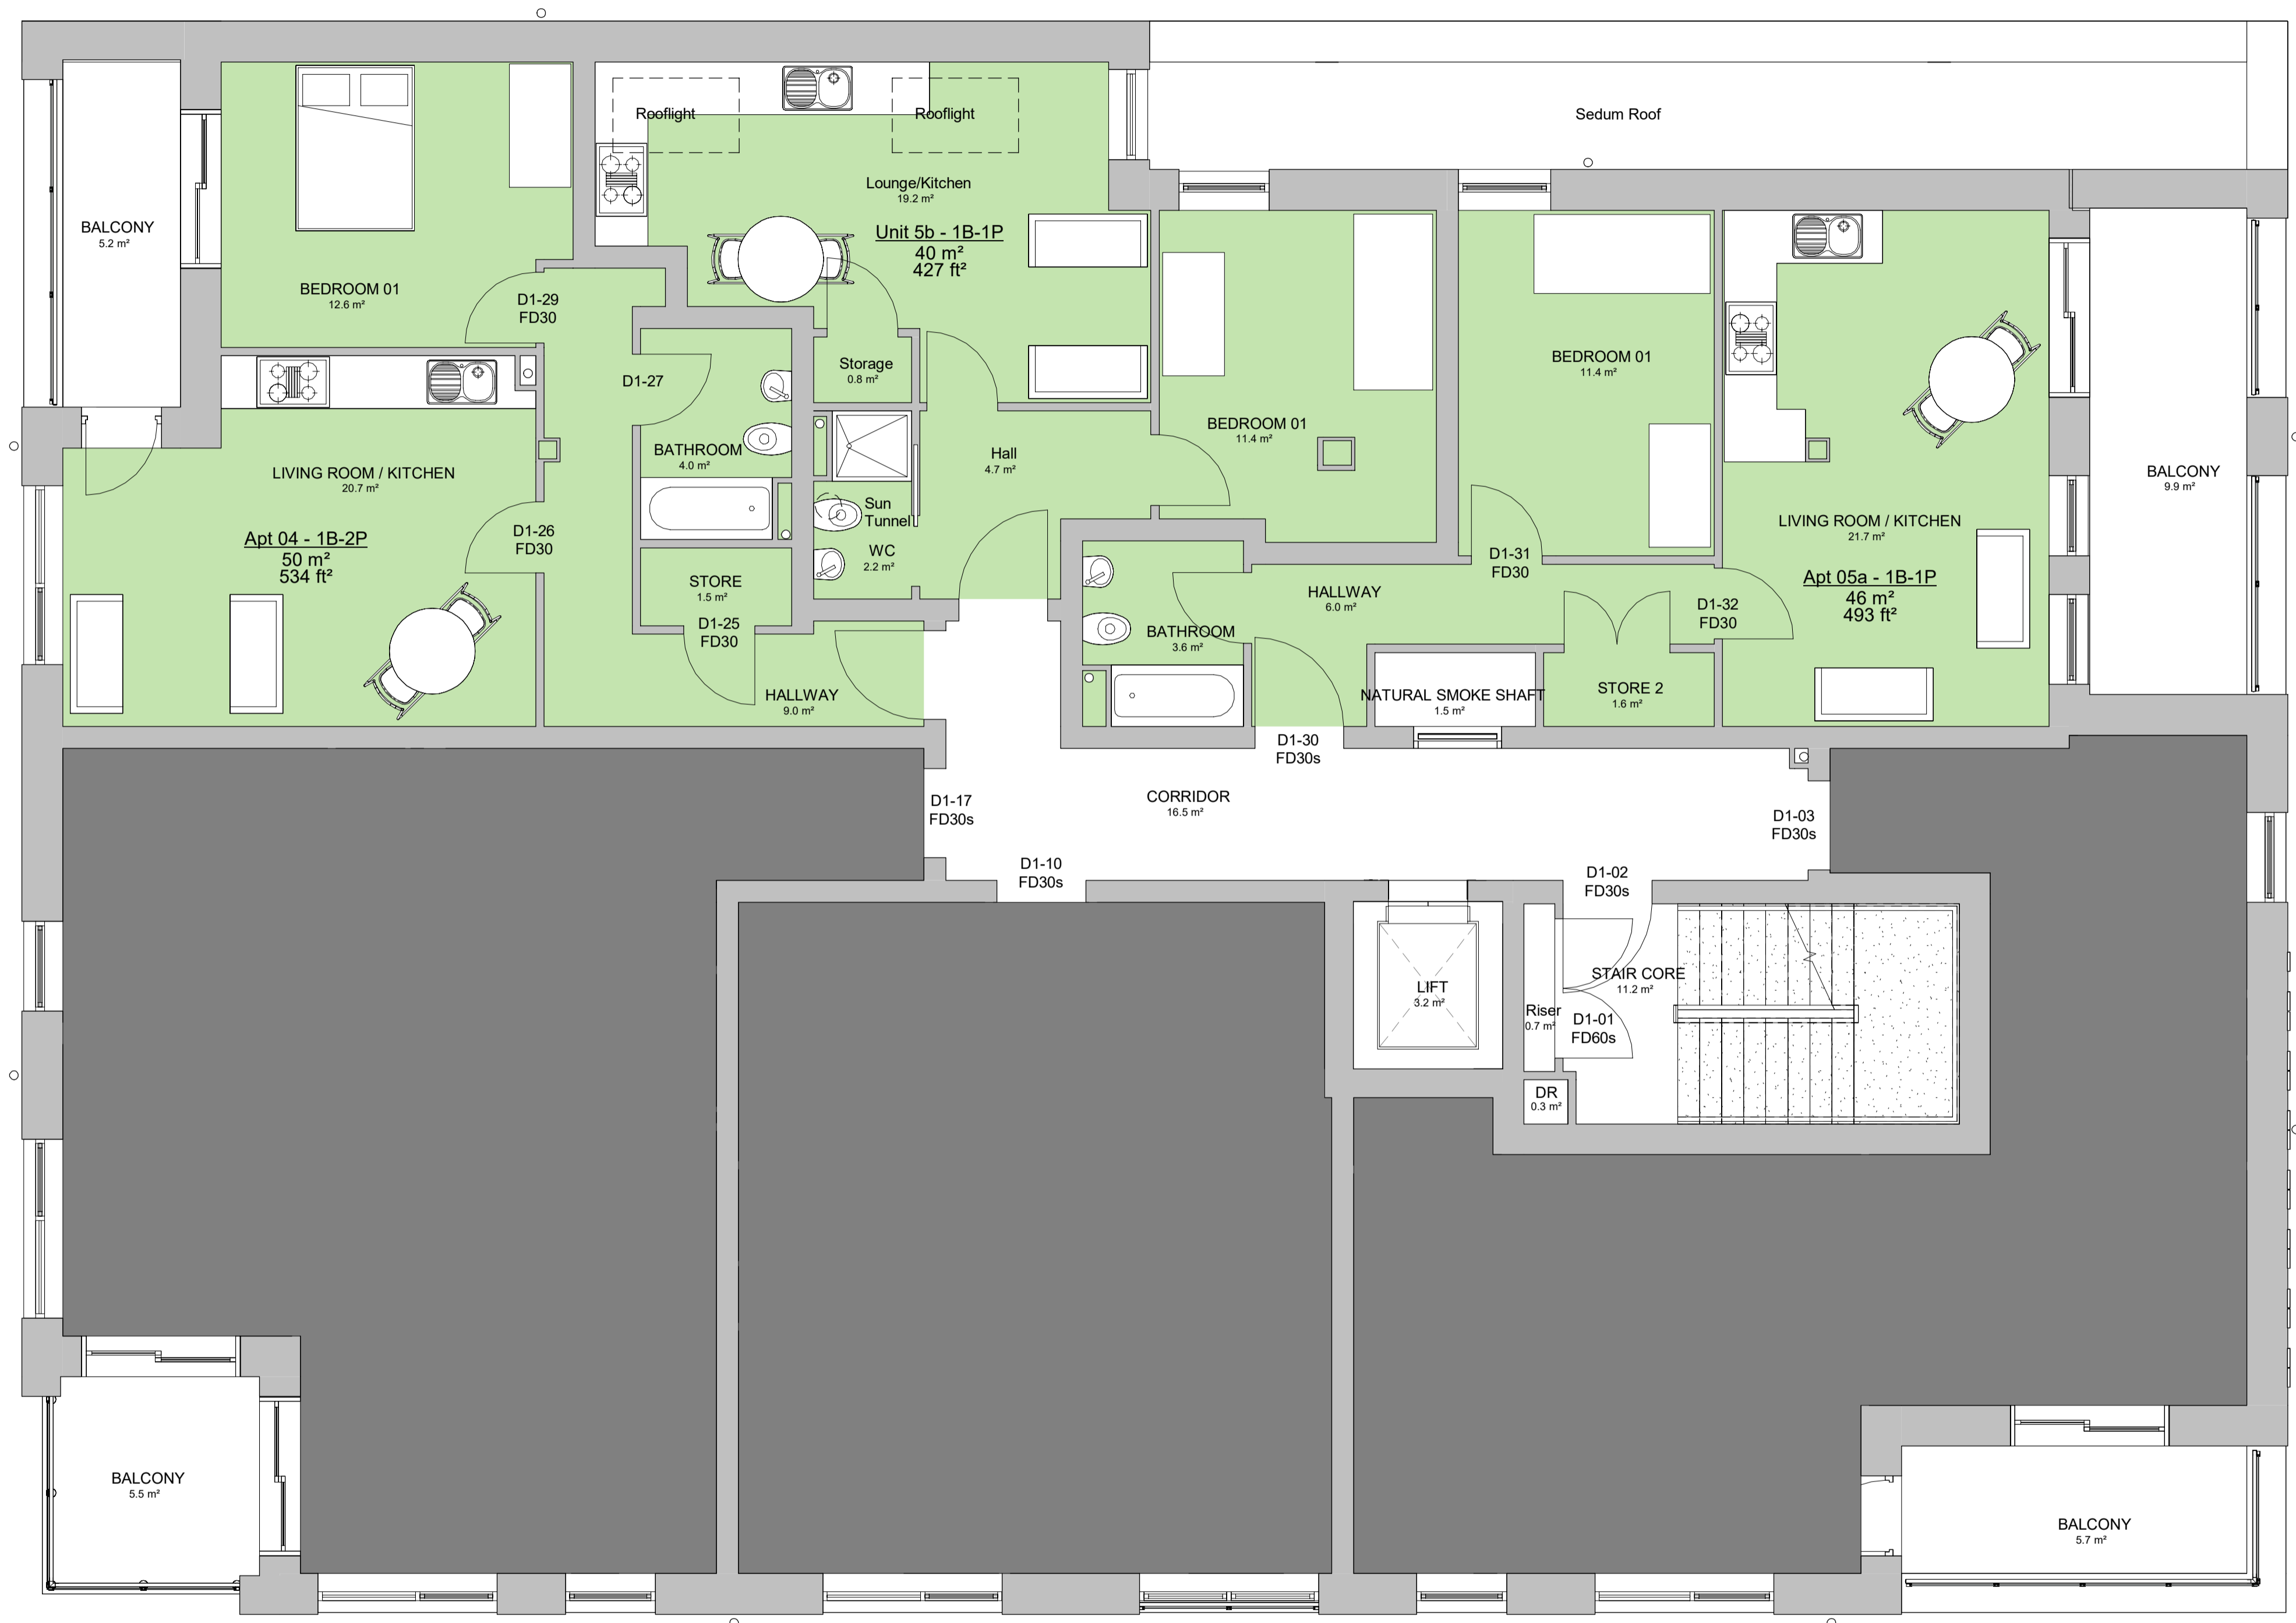 Rooflight
Rooflight
Sedum Roof
Lounge/Kitchen
19.2 m²
Unit 5b - 1B-1P
40 m²
427 ft²
BALCONY
5.2 m²
BEDROOM 01
12.6 m²
D1-29
FD30
D1-27
Storage
0.8 m²
BEDROOM 01
11.4 m²
BEDROOM 01
11.4 m²
BATHROOM
4.0 m²
Hall
4.7 m²
LIVING ROOM / KITCHEN
20.7 m²
BALCONY
9.9 m²
Sun
Tunnel
D1-26
FD30
Apt 04 - 1B-2P
50 m²
534 ft²
WC
2.2 m²
LIVING ROOM / KITCHEN
21.7 m²
D1-31
FD30
Apt 05a - 1B-1P
46 m²
493 ft²
STORE
1.5 m²
HALLWAY
6.0 m²
D1-32
FD30
D1-25
FD30
BATHROOM
3.6 m²
HALLWAY
9.0 m²
NATURAL SMOKE SHAFT
1.5 m²
STORE 2
1.6 m²
D1-30
FD30s
D1-17
FD30s
CORRIDOR
16.5 m²
D1-03
FD30s
D1-10
FD30s
D1-02
FD30s
STAIR CORE
11.2 m²
LIFT
3.2 m²
Riser
0.7 m²
D1-01
FD60s
DR
0.3 m²
BALCONY
5.5 m²
BALCONY
5.7 m²